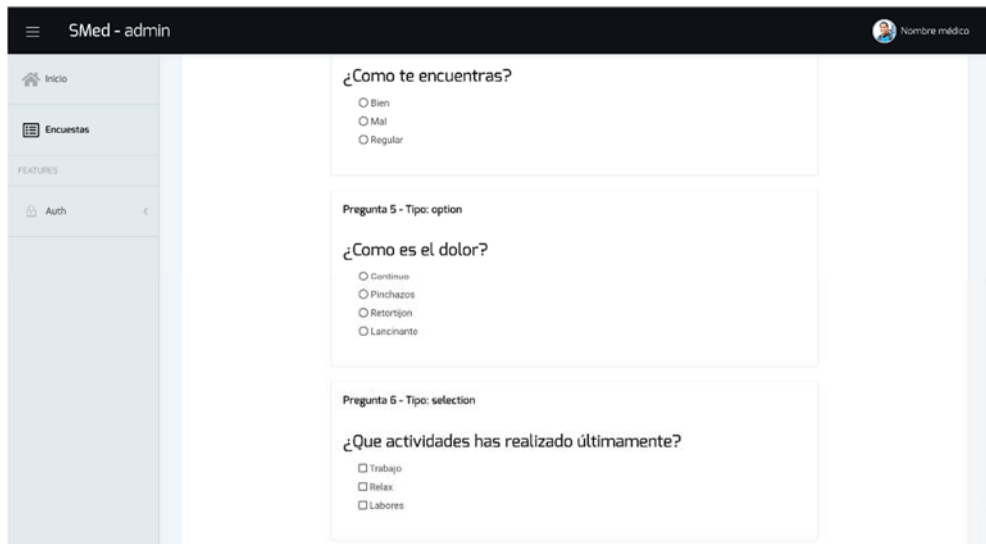 SMed - admin
Nombre médico
Inicio
Encuestas
FEATURES
Auth
¿Como te encuentras?
Bien
Mal
Regular
Pregunta 5 - Tipo: option
¿Como es el dolor?
Continuo
Pinchazos
Retortijon
Lancinante
Pregunta 6 - Tipo: selection
¿Que actividades has realizado últimamente?
Trabajo
Relax
Labores